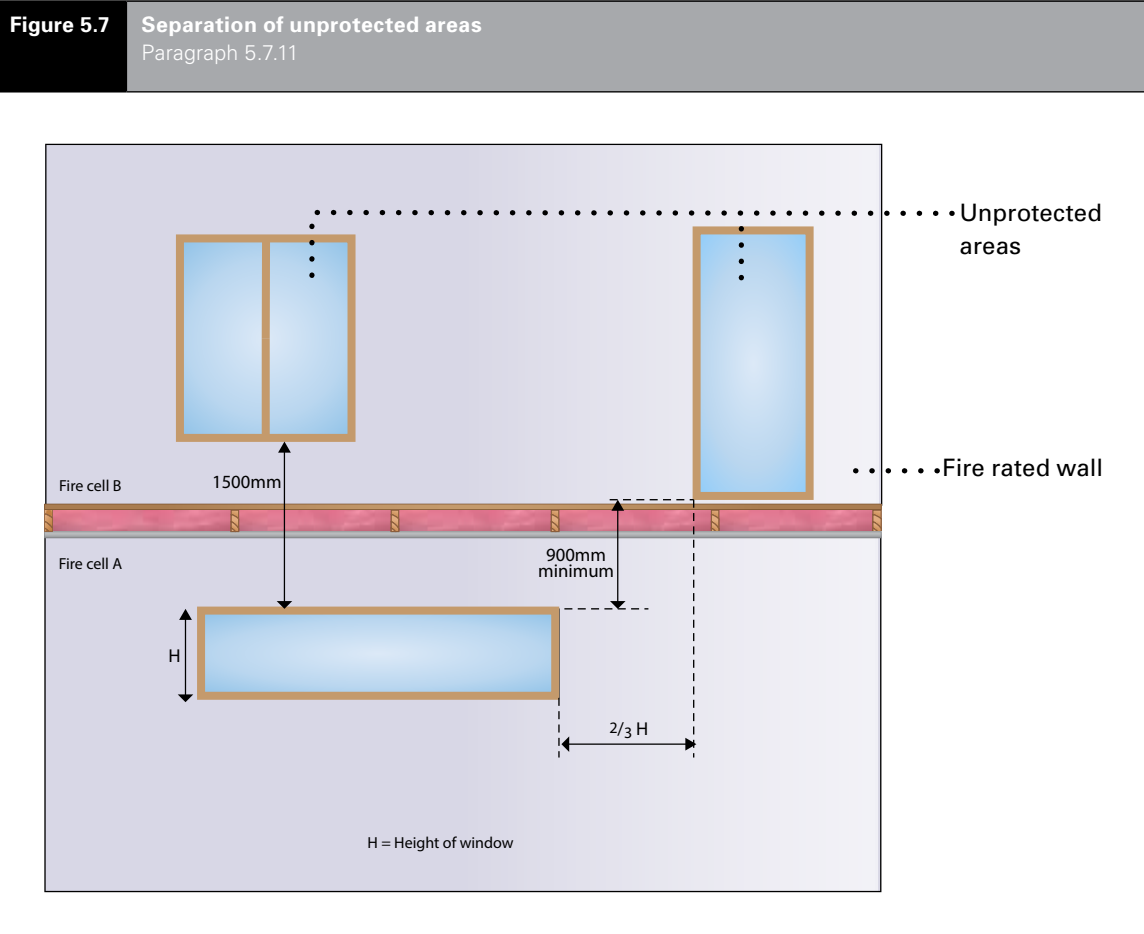 Figure 5.7
Separation of unprotected areas
Paragraph 5.7.11
Unprotected
areas
Fire rated wall
Fire cell B
1500mm
Fire cell A
900mm
minimum
H
2/3 H
H = Height of window